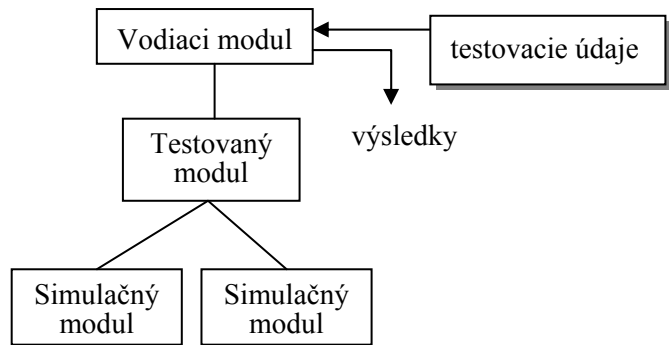 Vodiaci modul
testovacie údaje
výsledky
Testovaný
modul
Simulačný
modul
Simulačný
modul